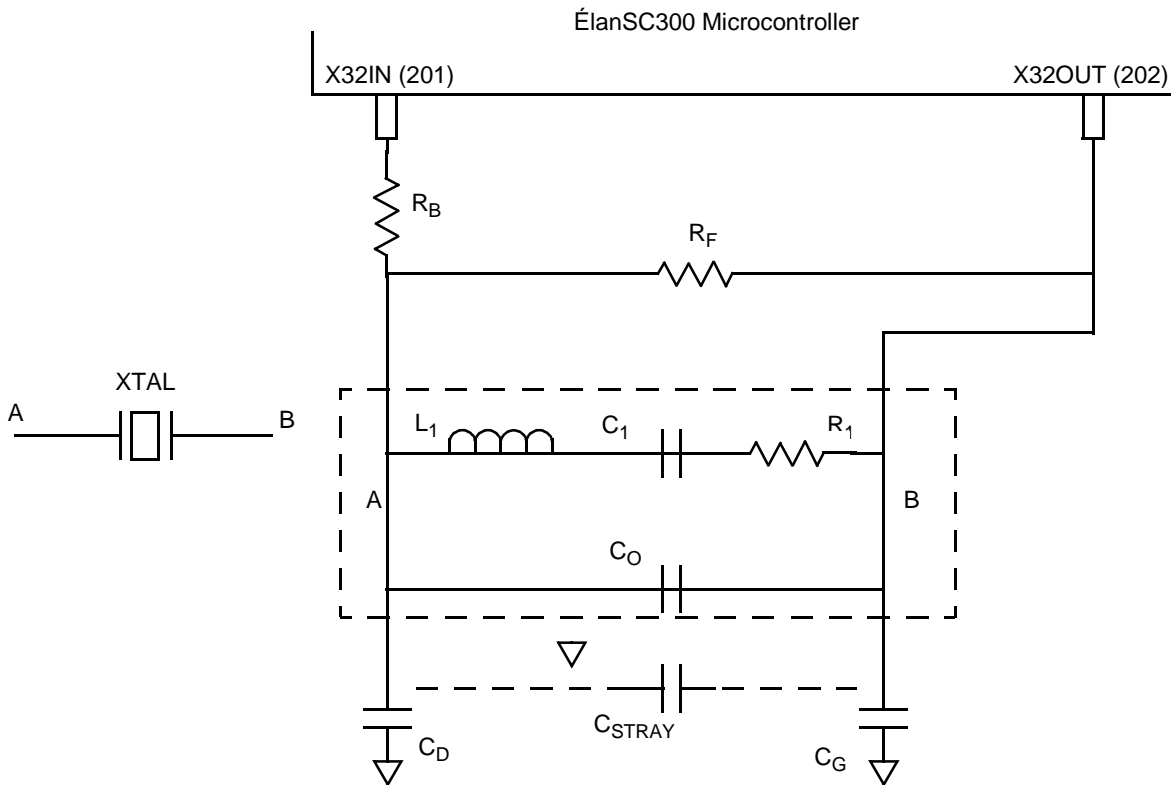 ÉlanSC300 Microcontroller
X32IN (201)
X32OUT (202)
RB
RF
XTAL
A
B
L1
C1
R1
A
B
CO
CSTRAY
CD
CG